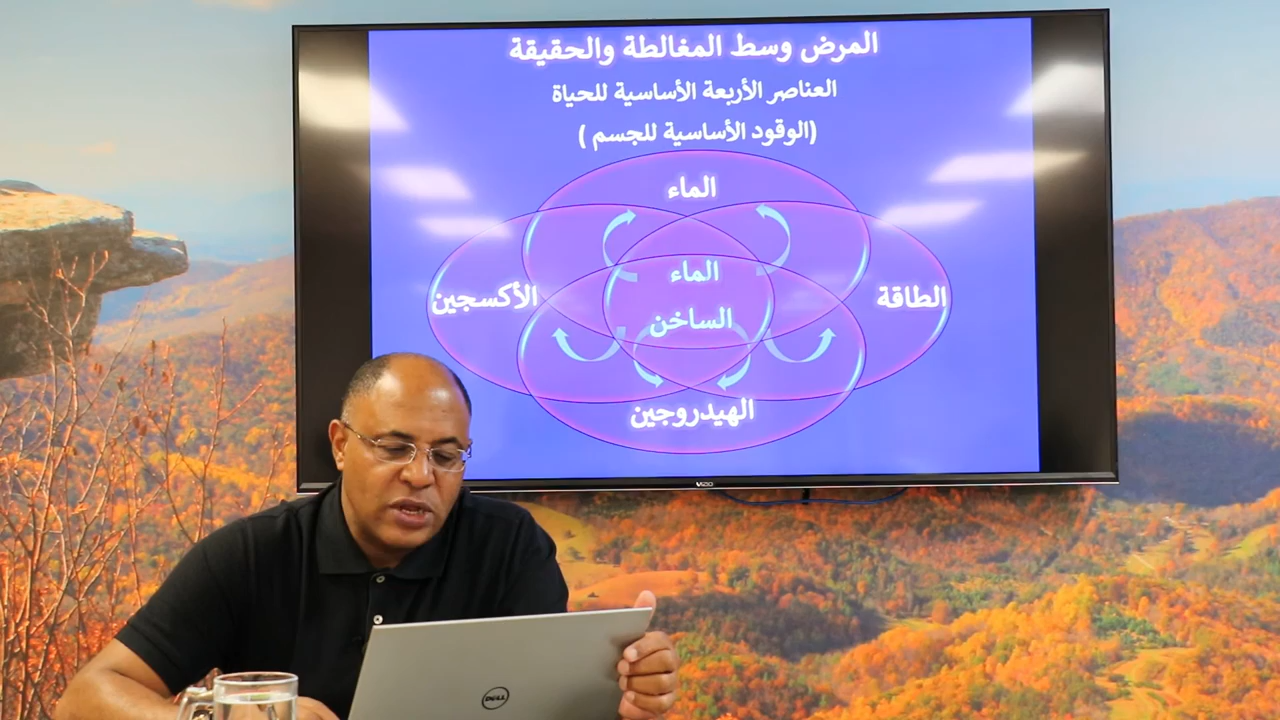 المرض وسط المغالطة والحقيقة
العناصر الأربعة الأساسية للحياة
(الوقود الأساسية للجسم )
الماء
الماء
الساخن
الطاقة
الأكسجين
الهيدروجين
VIZIO
DELL